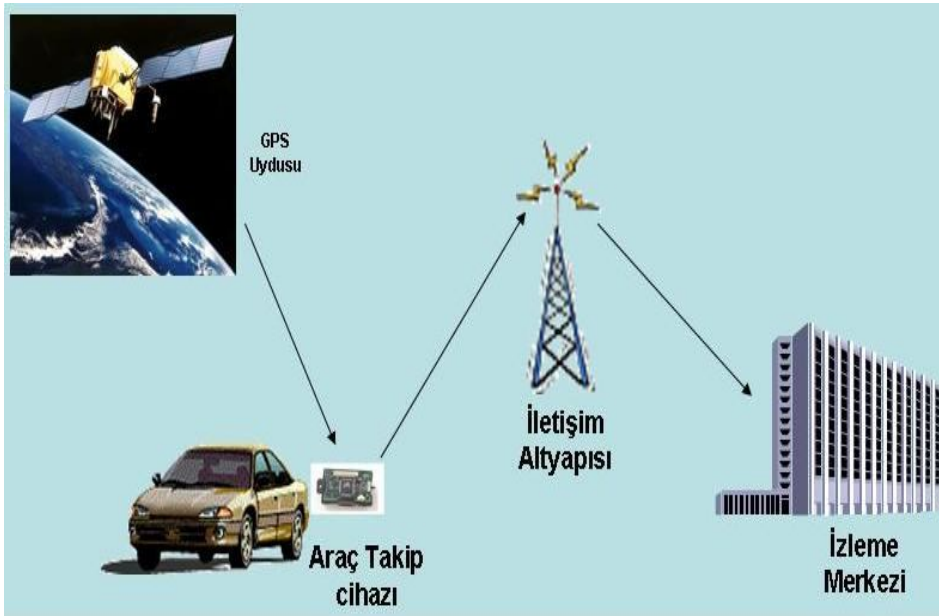 GPS
Uydusu
İletişim
Altyapısı
Araç Takip
cihazı
İzleme
Merkezi